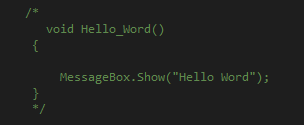 /*
void Hello_Word()
{
MessageBox.Show("Hello Word");
}
*/